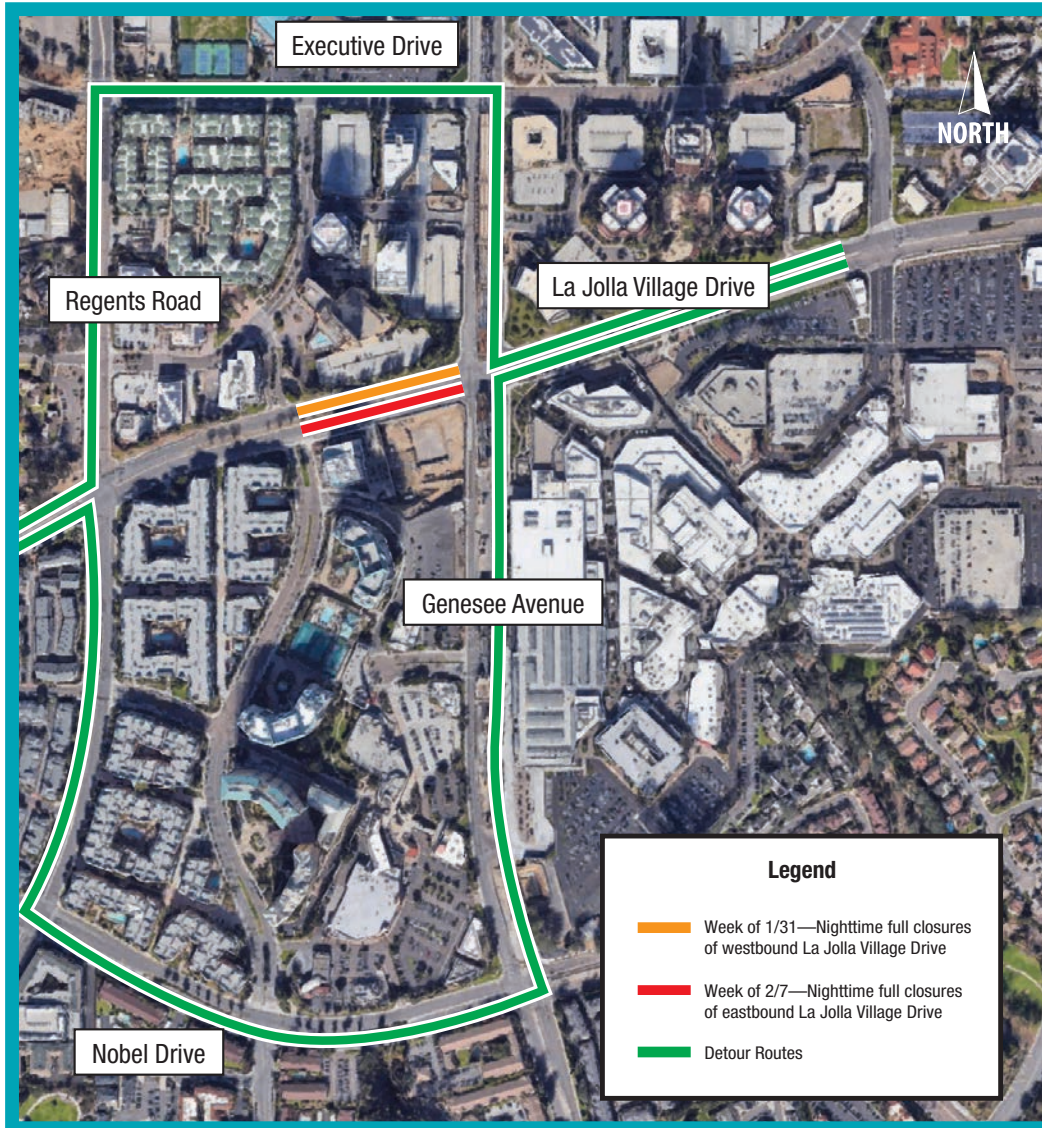 Executive Drive
NORTH
Regents Road
La Jolla Village Drive
Genesee Avenue
Nobel Drive
Legend
Week of 1/31—Nighttime full closures
of westbound La Jolla Village Drive
Week of 2/7—Nighttime full closures
of eastbound La Jolla Village Drive
Detour Routes